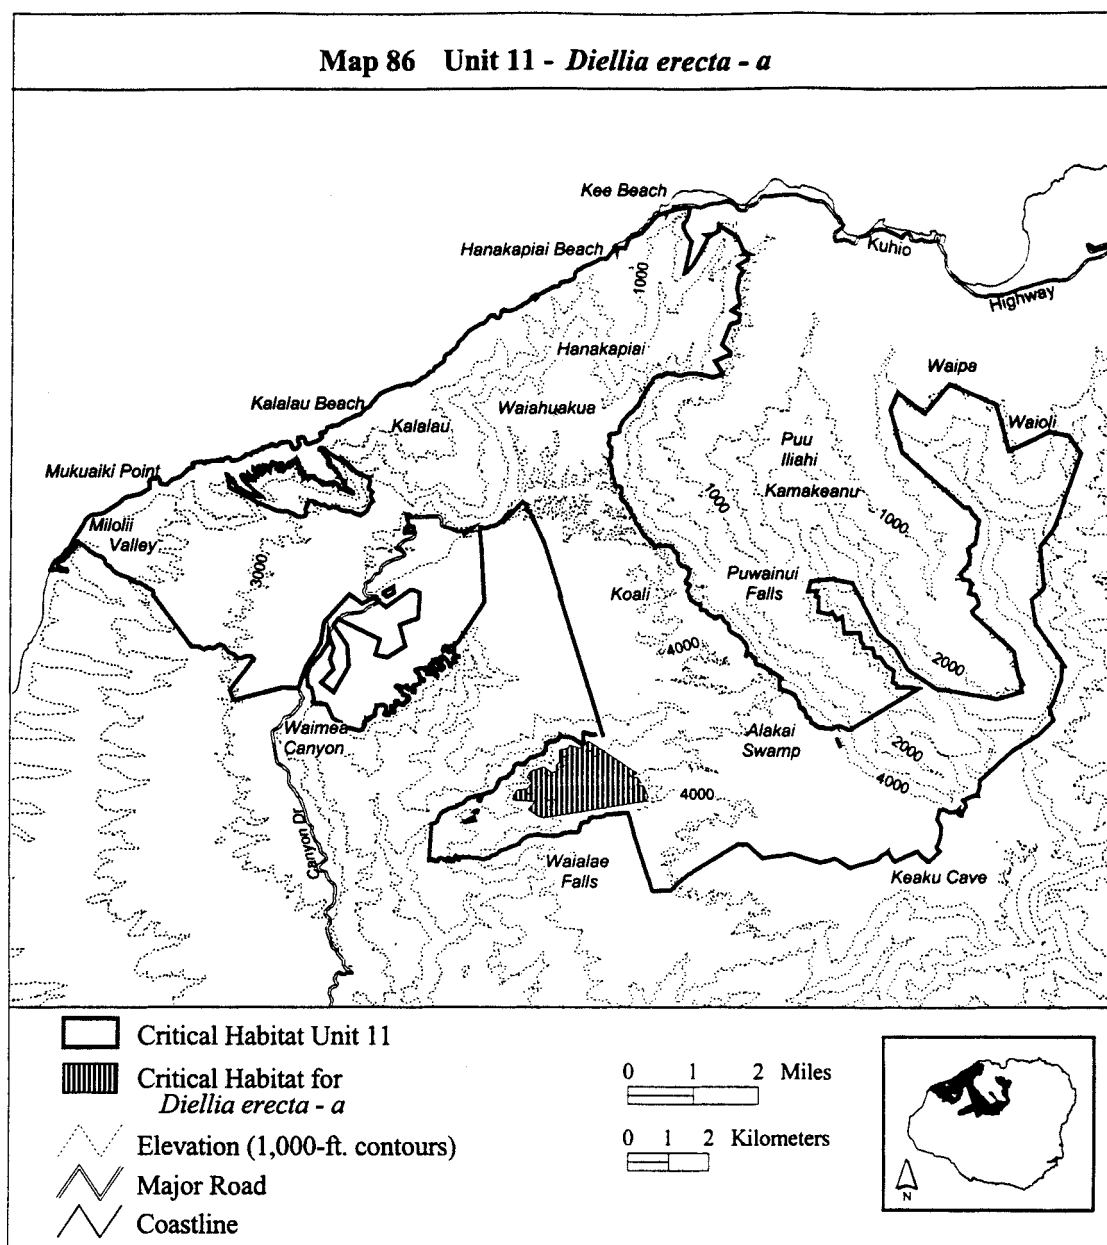 Map 86 Unit 11 - Diellia erecta - a
Kee Beach
Hanakapiai Beach
Kuhio
1000
Highway
Hanakapiai
Waipa
Kalalau Beach
Waiahuakua
Kalalau
Waioli
Puu
Iliahi
Mukuaiki Point
Kamakeanu
1000
1000
Milolii
Valley
3000
Puwainui
Falls
Koali
4000
2000
Waimea
Canyon
Alakai
Swamp
2000
4000
4000
Canyon Dr
Waialae
Falls
Keaku Cave
Critical Habitat Unit 11
Critical Habitat for
Diellia erecta - a
Elevation (1,000-ft. contours)
Major Road
Coastline
0 1 2 Miles
0 1 2 Kilometers
N